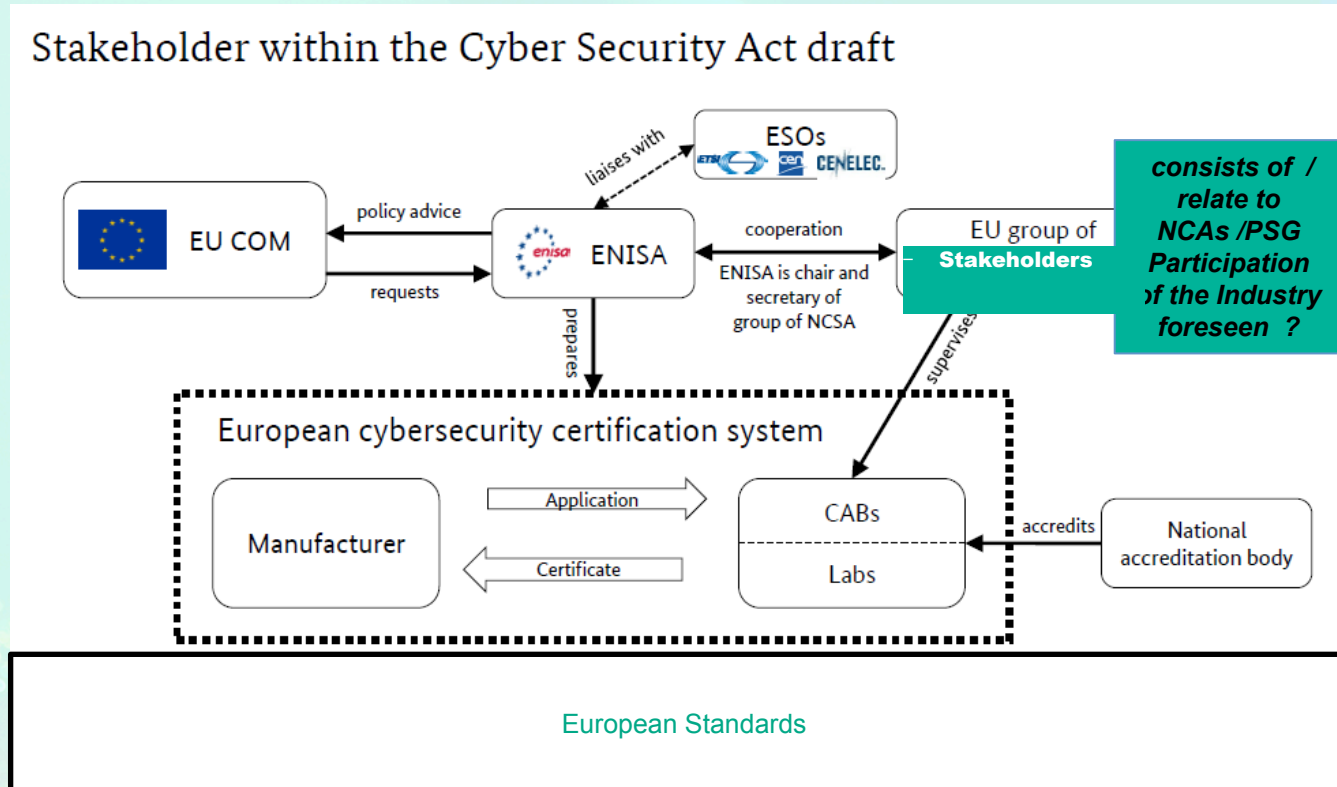 Stakeholder within the Cyber Security Act draft
ESOs
ETSI cen CENELEC.
liaises with
consists of /
relate to
NCAs /PSG
Participation
of the Industry
foreseen ?
EU COM
policy advice
requests
enisa ENISA
cooperation
ENISA is chair and
secretary of
group of NCSA
EU group of
Stakeholders
prepares
supervises
European cybersecurity certification system
Manufacturer
Application
Certificate
CABs
Labs
accredits
National
accreditation body
European Standards